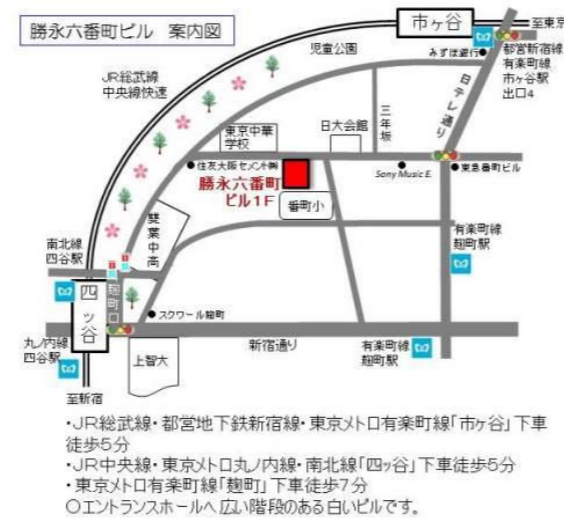 勝永六番町ビル 案内図
市ヶ谷
至東京
児童公園
みずほ銀行
都営新宿線
有楽町線
市ヶ谷駅
出口4
JR総武線
中央線快速
日テレ通り
三年坂
東京中華
学校
日大会館
住友大阪セメント㈱
Sony Music E.
東急番町ビル
勝永六番町
ビル1F
番町小
雙葉中高
南北線
四谷駅
有楽町線
麹町駅
四ッ谷
麹町口
スクワール麹町
丸ノ内線
四谷駅
上智大
新宿通り
有楽町線
麹町駅
至新宿
・JR総武線・都営地下鉄新宿線・東京メトロ有楽町線「市ヶ谷」下車
徒歩5分
・JR中央線・東京メトロ丸ノ内線・南北線「四ッ谷」下車徒歩5分
・東京メトロ有楽町線「麹町」下車徒歩7分
○エントランスホールへ広い階段のある白いビルです。